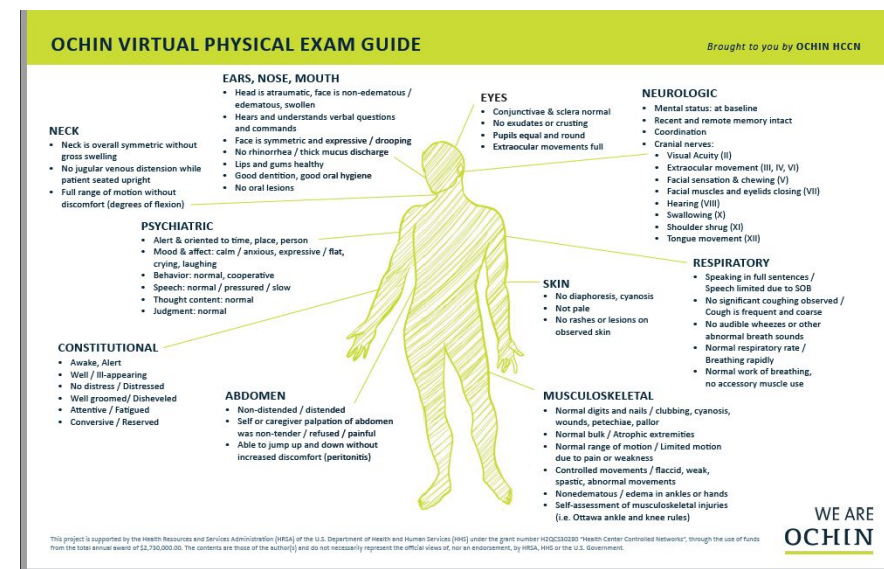 OCHIN VIRTUAL PHYSICAL EXAM GUIDE
Brought to you by OCHIN HCCN
NECK
• Neck is overall symmetric without
gross swelling
• No jugular venous distension while
patient seated upright
• Full range of motion without
discomfort (degrees of flexion)
EARS, NOSE, MOUTH
• Head is atraumatic, face is non-edematous /
edematous, swollen
• Hears and understands verbal questions
and commands
• Face is symmetric and expressive / drooping
• No rhinorrhea / thick mucus discharge
• Lips and gums healthy
• Good dentition, good oral hygiene
• No oral lesions
EYES
• Conjunctivae & sclera normal
• No exudates or crusting
• Pupils equal and round
• Extraocular movements full
NEUROLOGIC
• Mental status: at baseline
• Recent and remote memory intact
• Coordination
• Cranial nerves:
• Visual Acuity (II)
• Extraocular movement (III, IV, VI)
• Facial sensation & chewing (V)
• Facial muscles and eyelids closing (VII)
• Hearing (VIII)
• Swallowing (X)
• Shoulder shrug (XI)
• Tongue movement (XII)
PSYCHIATRIC
• Alert & oriented to time, place, person
• Mood & affect: calm / anxious, expressive / flat,
crying, laughing
• Behavior: normal, cooperative
• Speech: normal / pressured / slow
• Thought content: normal
• Judgment: normal
RESPIRATORY
• Speaking in full sentences /
Speech limited due to SOB
• No significant coughing observed /
Cough is frequent and coarse
• No audible wheezes or other
abnormal breath sounds
• Normal respiratory rate /
Breathing rapidly
• Normal work of breathing,
no accessory muscle use
SKIN
• No diaphoresis, cyanosis
• Not pale
• No rashes or lesions on
observed skin
CONSTITUTIONAL
• Awake, Alert
• Well / Ill-appearing
• No distress / Distressed
• Well groomed/ Disheveled
• Attentive / Fatigued
• Conversive / Reserved
ABDOMEN
• Non-distended / distended
• Self or caregiver palpation of abdomen
was non-tender / refused / painful
• Able to jump up and down without
increased discomfort (peritonitis)
MUSCULOSKELETAL
• Normal digits and nails / clubbing, cyanosis,
wounds, petechiae, pallor
• Normal bulk / Atrophic extremities
• Normal range of motion / Limited motion
due to pain or weakness
• Controlled movements / flaccid, weak,
spastic, abnormal movements
• Nonedematous / edema in ankles or hands
• Self-assessment of musculoskeletal injuries
(i.e. Ottawa ankle and knee rules)
WE ARE
OCHIN
This project is supported by the Health Resources and Services Administration (HRSA) of the U.S. Department of Health and Human Services (HHS) under the grant number H2QCS30280 "Health Center Controlled Networks", through the use of funds
from the total annual award of $2,730,000.00. The contents are those of the author(s) and do not necessarily represent the official views of, nor an endorsement, by HRSA, HHS or the U.S. Government.